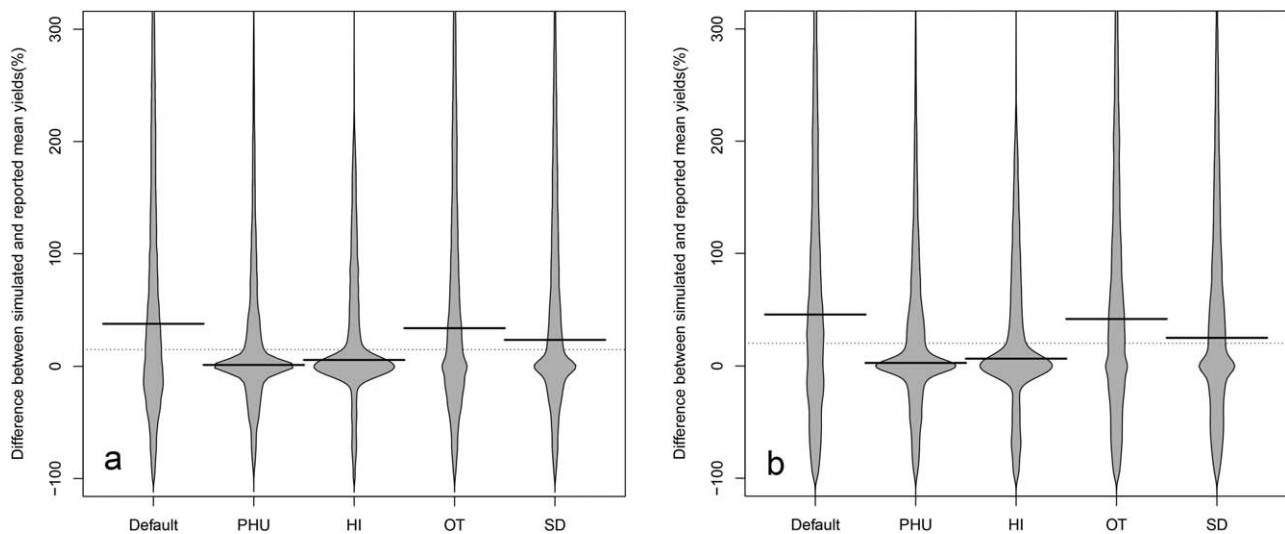 Difference between simulated and reported mean yields(%)
300
200
100
0
−100
a
Default PHU HI OT SD
Difference between simulated and reported mean yields(%)
300
200
100
0
−100
b
Default PHU HI OT SD